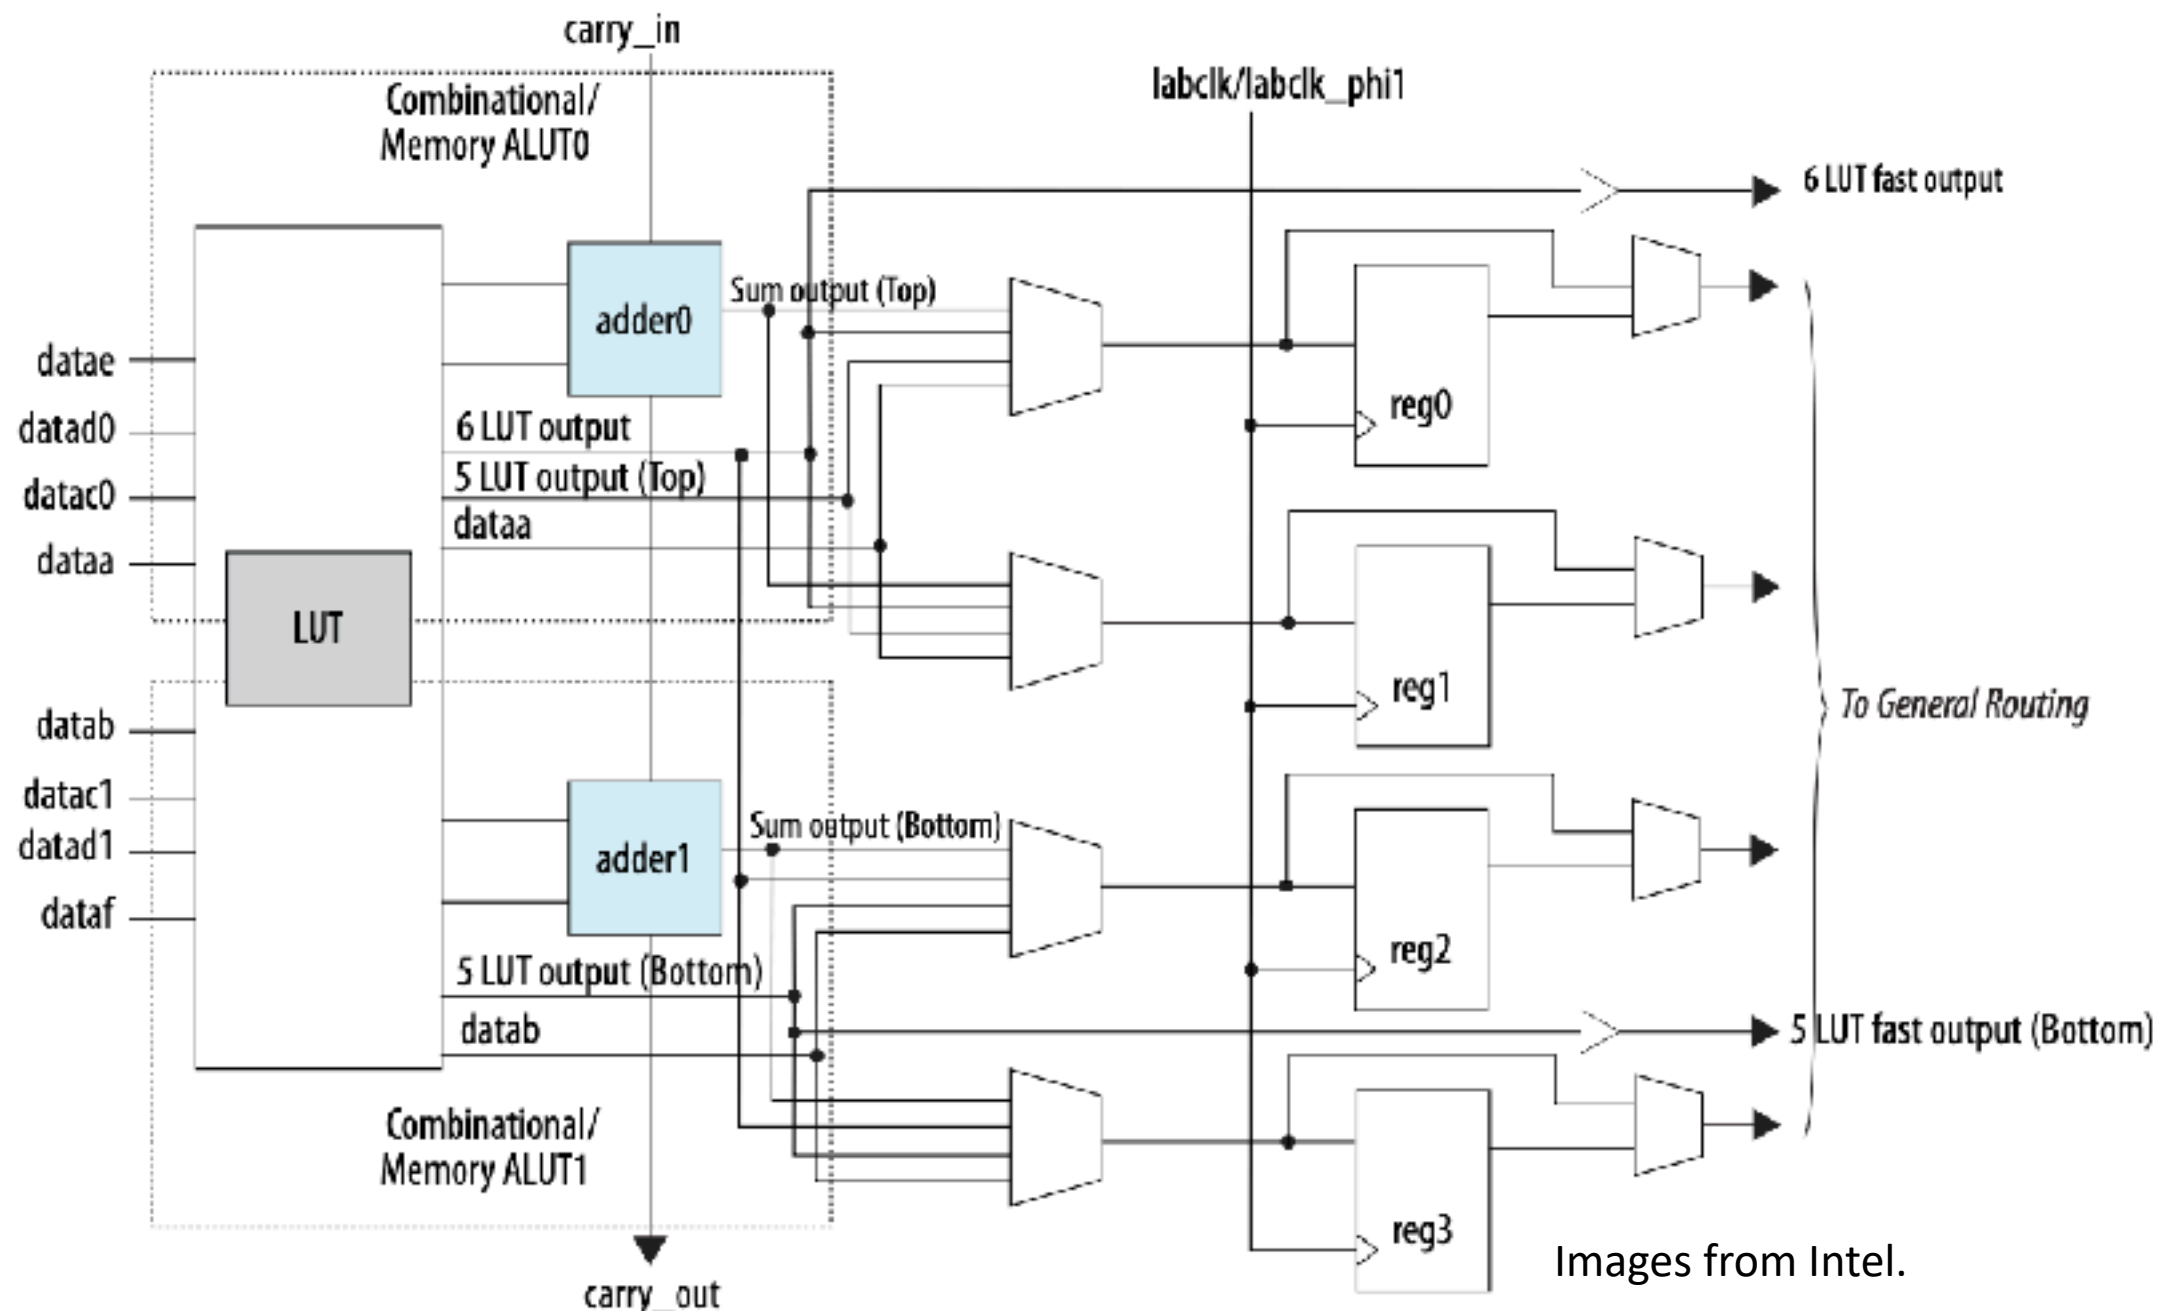 carry_in
Combinational/
Memory ALUT0
labclk/labclk_phi1
6 LUT fast output
Sum output (Top)
adder0
datae
datad0
6 LUT output
reg0
5 LUT output (Top)
datac0
dataa
dataa
LUT
reg1
To General Routing
datab
datac1
Sum output (Bottom)
datad1
adder1
dataf
reg2
5 LUT output (Bottom)
datab
5 LUT fast output (Bottom)
Combinational/
Memory ALUT1
reg3
Images from Intel.
carry_out